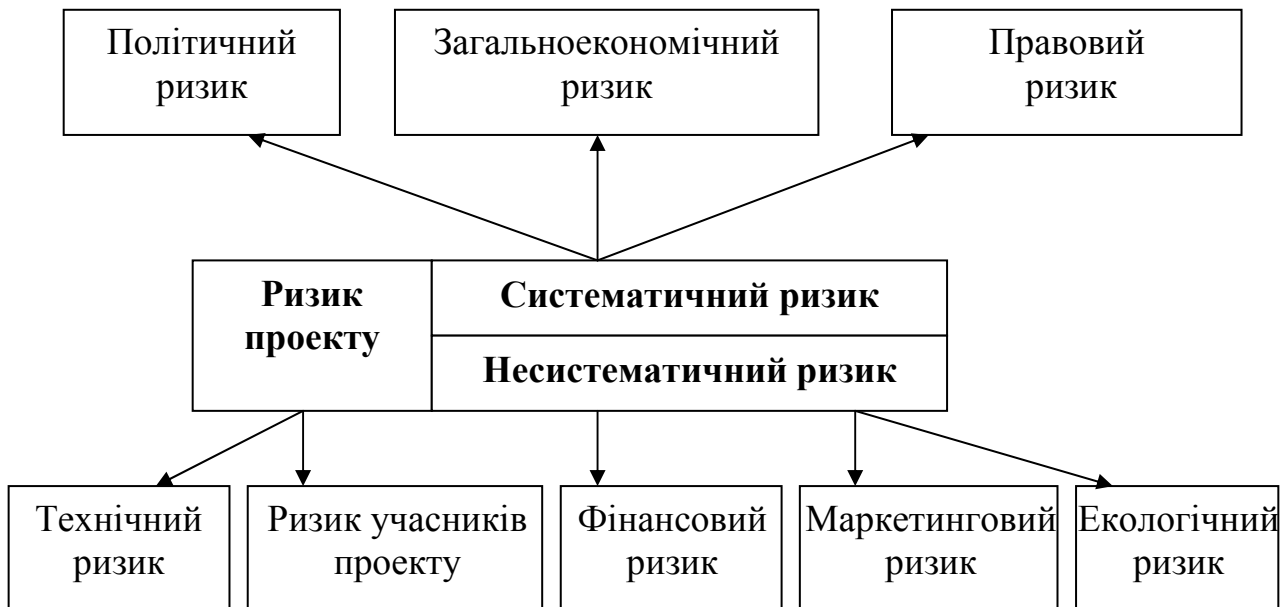 Політичний
ризик
Загальноекономічний
ризик
Правовий
ризик
Ризик
проекту
Систематичний ризик
Несистематичний ризик
Технічний
ризик
Ризик учасників
проекту
Фінансовий
ризик
Маркетинговий
ризик
Екологічний
ризик